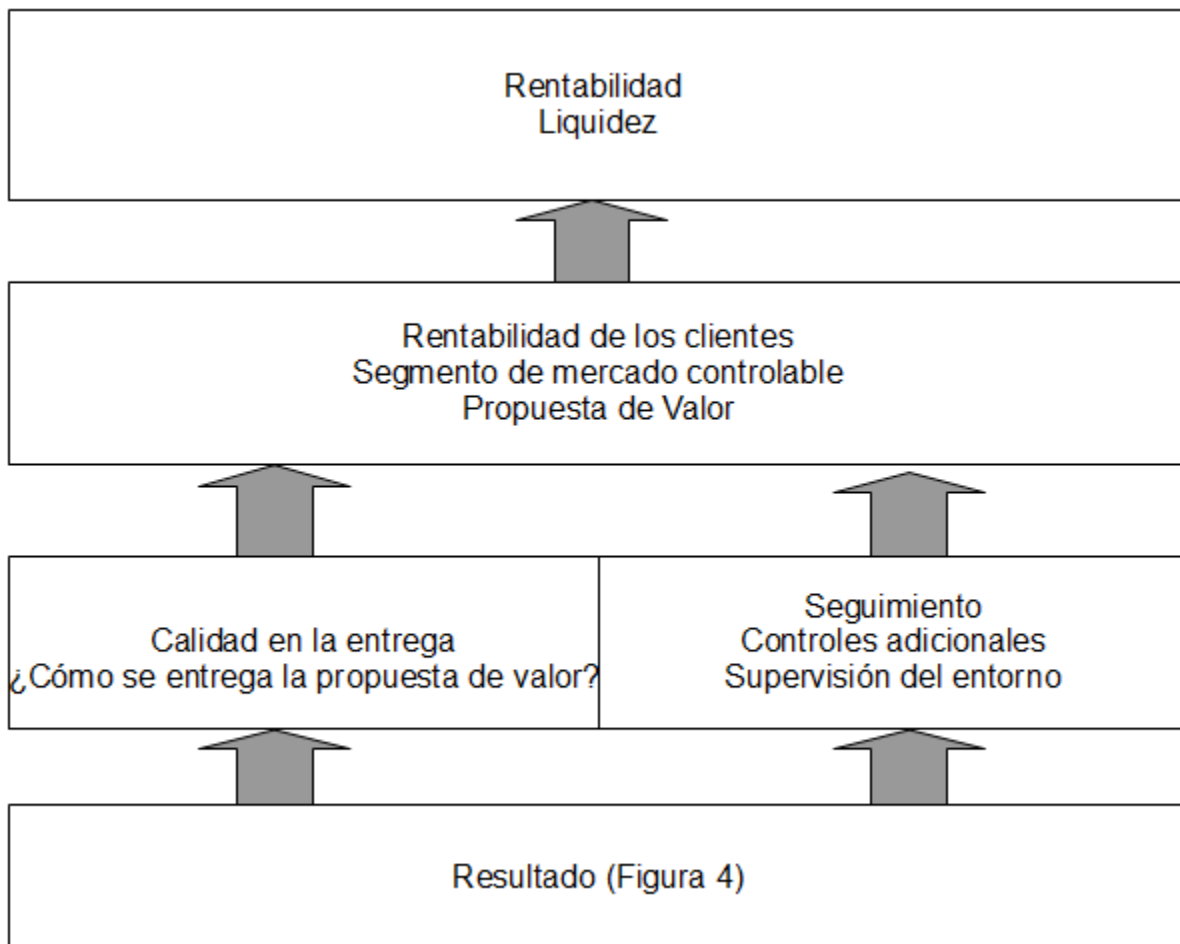 Rentabilidad
Liquidez
Rentabilidad de los clientes
Segmento de mercado controlable
Propuesta de Valor
Calidad en la entrega
¿Cómo se entrega la propuesta de valor?
Seguimiento
Controles adicionales
Supervisión del entorno
Resultado (Figura 4)